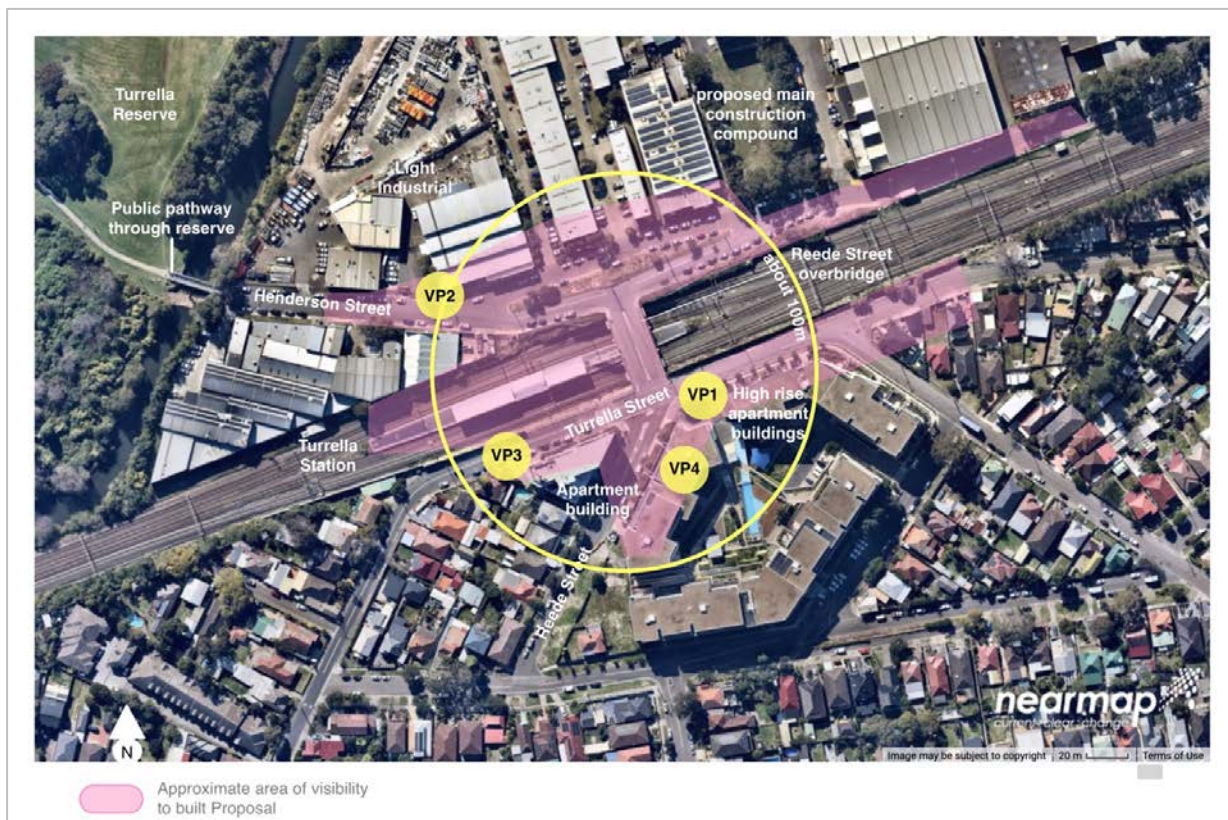 Turrella
Reserve
proposed main
construction
compound
Light
Industrial
Public pathway
through reserve
Reede Street
overbridge
about 100m
Henderson Street
VP2
VP1
Turrella Street
High rise
apartment
buildings
Turrella
Station
VP3
VP4
Apartment
building
Reede Street
nearmap
current clear change
N
Image may be subject to copyright
20 m
Terms of Use
Approximate area of visibility
to built Proposal